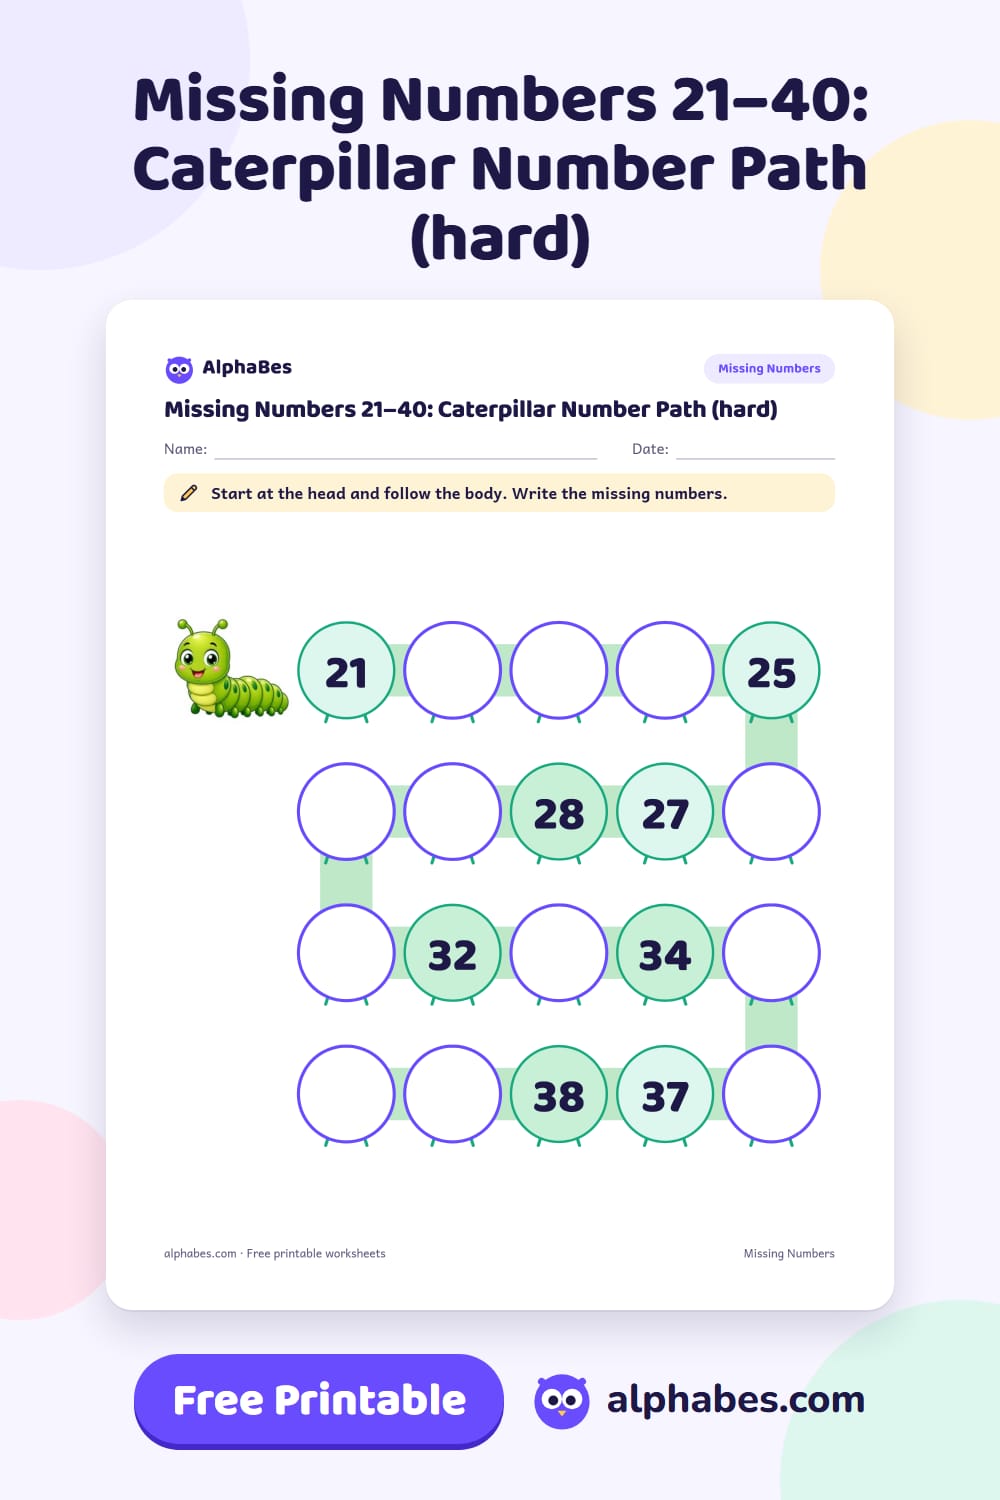 Missing Numbers 21–40:
Caterpillar Number Path
(hard)
AlphaBes
Missing Numbers
Missing Numbers 21–40: Caterpillar Number Path (hard)
Name:
Date:
Start at the head and follow the body. Write the missing numbers.
21 25
28 27
32 34
38 37
alphabes.com · Free printable worksheets
Missing Numbers
Free Printable
alphabes.com